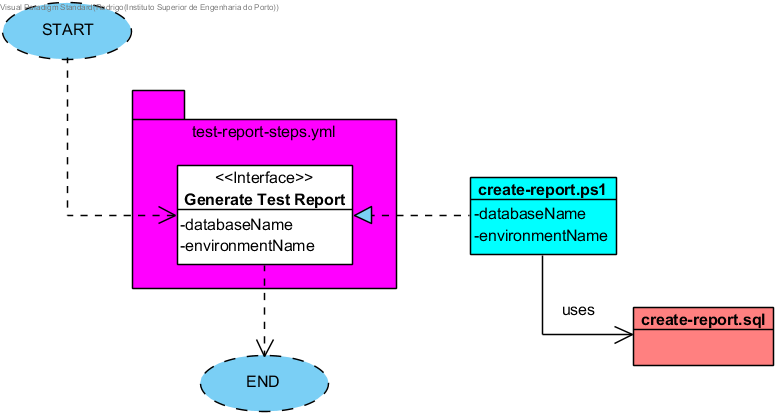 Visual Paradigm Standard(Rodrigo(Instituto Superior de Engenharia do Porto))
START
test-report-steps.yml
<<Interface>>
Generate Test Report
-databaseName
-environmentName
create-report.ps1
-databaseName
-environmentName
uses
create-report.sql
END